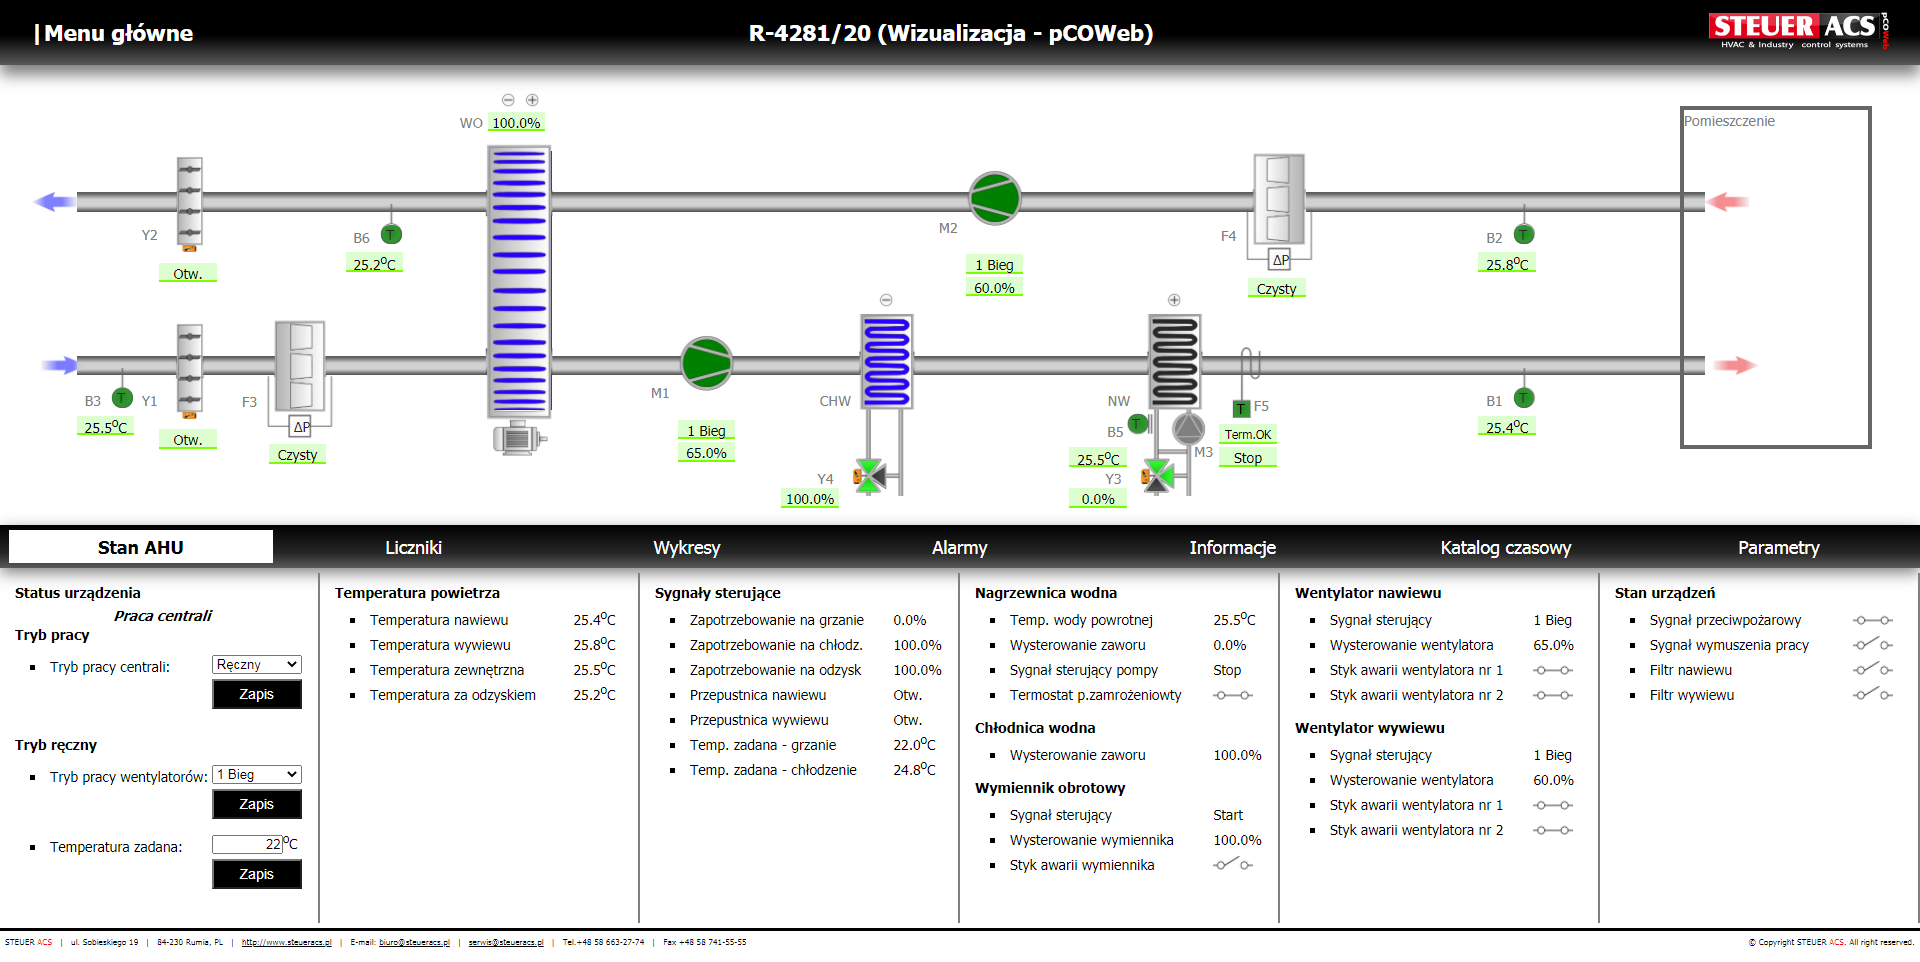 |Menu główne
R-4281/20 (Wizualizacja - pCOWeb)
STEUER ACS
HVAC & Industry control systems
pCOWeb
WO 100.0%
Pomieszczenie
Y2
Otw.
B6 T
25.2°C
M2
1 Bieg
60.0%
F4
ΔP
Czysty
B2 T
25.8°C
B3 T
25.5°C
Y1
Otw.
F3
ΔP
Czysty
M1
1 Bieg
65.0%
CHW
Y4
100.0%
NW
B5 T
25.5°C
M3
Y3
0.0%
T F5
Term.OK
Stop
B1 T
25.4°C
Stan AHU
Liczniki
Wykresy
Alarmy
Informacje
Katalog czasowy
Parametry
Status urządzenia
Praca centrali
Tryb pracy
Tryb pracy centrali: Ręczny
Zapis
Tryb ręczny
Tryb pracy wentylatorów: 1 Bieg
Zapis
Temperatura zadana: 22°C
Zapis
Temperatura powietrza
Temperatura nawiewu 25.4°C
Temperatura wywiewu 25.8°C
Temperatura zewnętrzna 25.5°C
Temperatura za odzyskiem 25.2°C
Sygnały sterujące
Zapotrzebowanie na grzanie 0.0%
Zapotrzebowanie na chłodz. 100.0%
Zapotrzebowanie na odzysk 100.0%
Przepustnica nawiewu Otw.
Przepustnica wywiewu Otw.
Temp. zadana - grzanie 22.0°C
Temp. zadana - chłodzenie 24.8°C
Nagrzewnica wodna
Temp. wody powrotnej 25.5°C
Wysterowanie zaworu 0.0%
Sygnał sterujący pompy Stop
Termostat p.zamrożeniowty
Chłodnica wodna
Wysterowanie zaworu 100.0%
Wymiennik obrotowy
Sygnał sterujący Start
Wysterowanie wymiennika 100.0%
Styk awarii wymiennika
Wentylator nawiewu
Sygnał sterujący 1 Bieg
Wysterowanie wentylatora 65.0%
Styk awarii wentylatora nr 1
Styk awarii wentylatora nr 2
Wentylator wywiewu
Sygnał sterujący 1 Bieg
Wysterowanie wentylatora 60.0%
Styk awarii wentylatora nr 1
Styk awarii wentylatora nr 2
Stan urządzeń
Sygnał przeciwpożarowy
Sygnał wymuszenia pracy
Filtr nawiewu
Filtr wywiewu
STEUER ACS | ul. Sobieskiego 19 | 84-230 Rumia, PL | http://www.steueracs.pl | E-mail: biuro@steueracs.pl | serwis@steueracs.pl | Tel.+48 58 663-27-74 | Fax +48 58 741-55-55
© Copyright STEUER ACS. All right reserved.